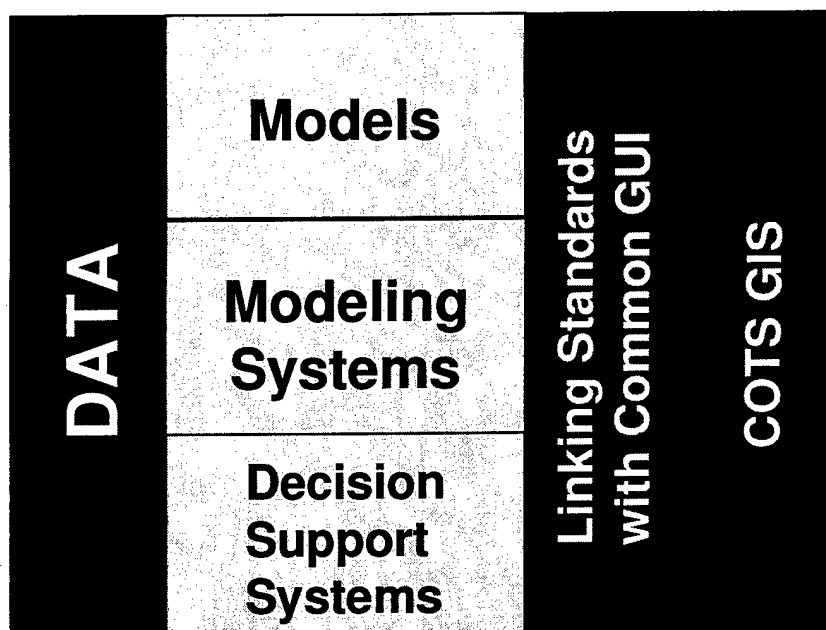 DATA
Models
Modeling
Systems
Decision
Support
Systems
Linking Standards
with Common GUI
COTS GIS